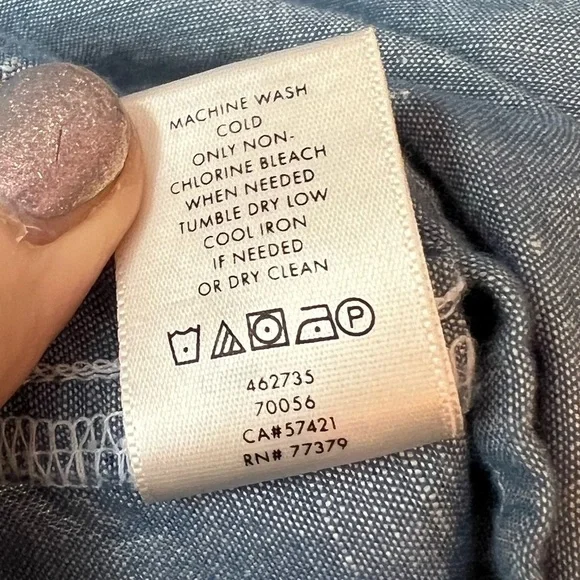 MACHINE WASH
COLD
ONLY NON-
CHLORINE BLEACH
WHEN NEEDED
TUMBLE DRY LOW
COOL IRON
IF NEEDED
OR DRY CLEAN
P
462735
70056
CA#57421
RN# 77379